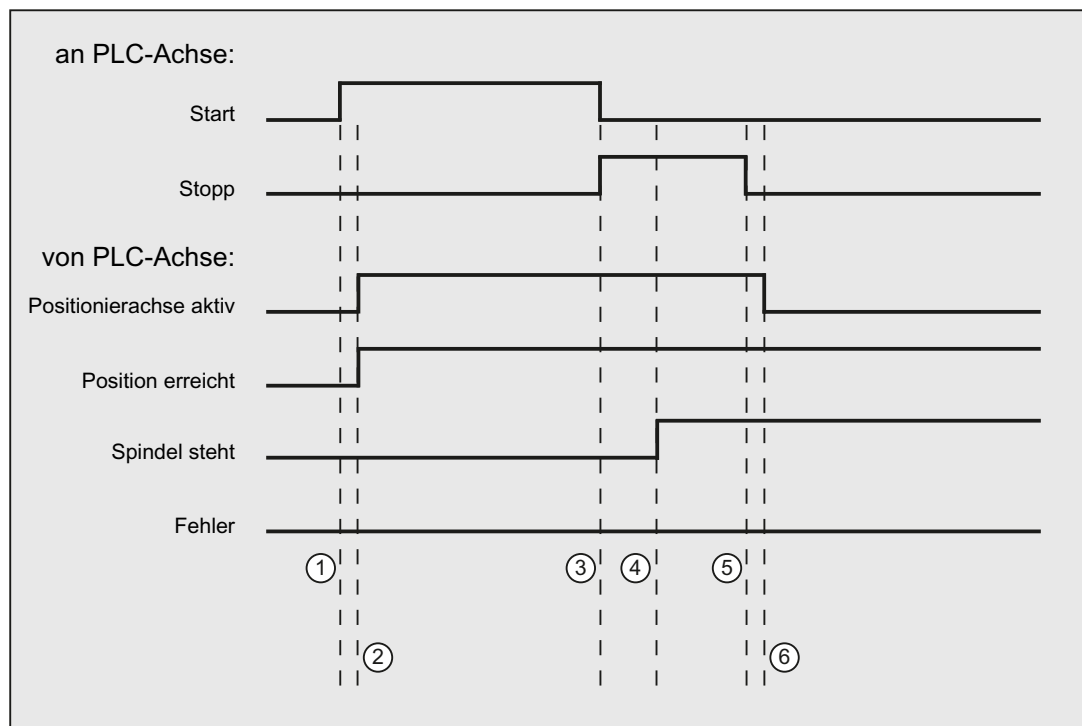 an PLC-Achse:
Start
Stopp
von PLC-Achse:
Positionierachse aktiv
Position erreicht
Spindel steht
Fehler
1 3 4 5
2 6